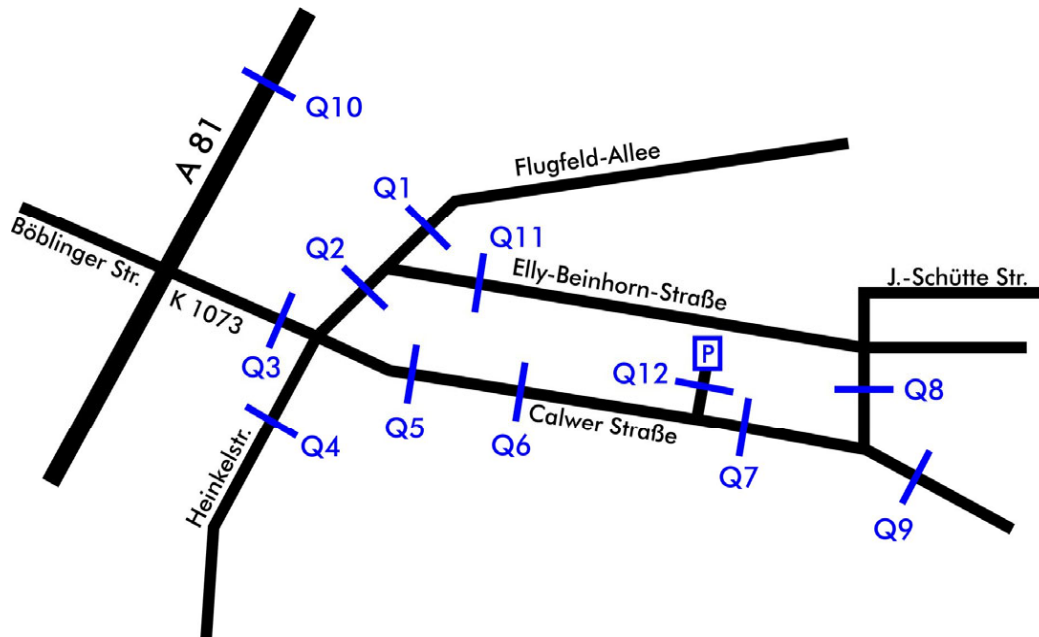 Q10
A 81
Flugfeld-Allee
Q1
Q11
Böblinger Str.
Q2
Elly-Beinhorn-Straße
J.-Schütte Str.
K 1073
Q3
P
Q12
Q8
Q4
Q5
Q6
Calwer Straße
Q7
Heinkelstr.
Q9